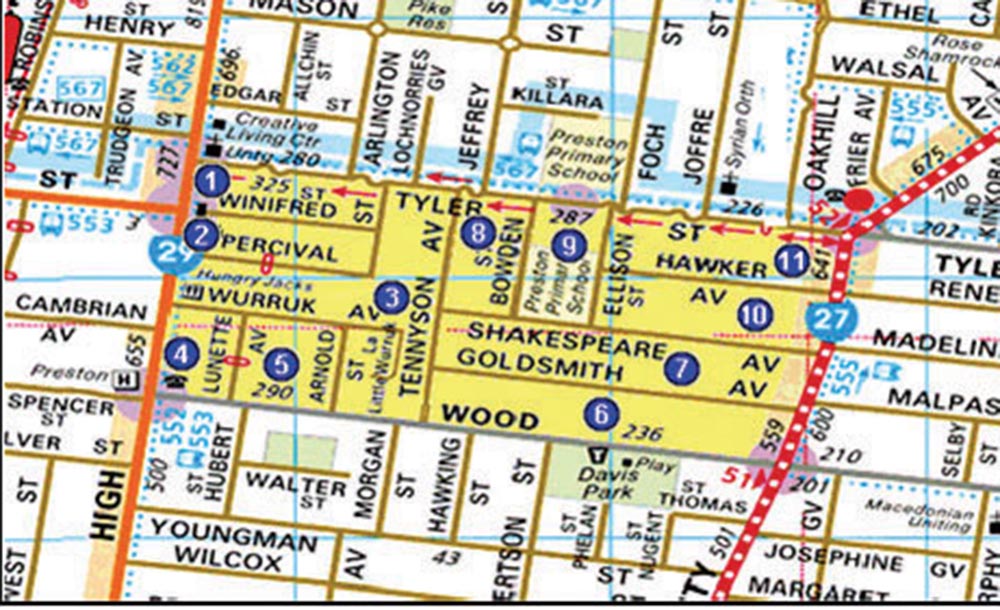 MASON
Pike
Res
567
ETHEL
CA
ST
HENRY
819
ST
ST
ST
ST
Rose
Shamrock
ROBINS
567
AV
562
567
696
ALLCHIN
ST
ARLINGTON
LOCHNORRIES
GV
ST
KILLARA
WALSAL
AV
STATION
ST
EDGAR
ST
JEFFREY
FOCH
JOFFRE
Syrian Orth
OAKHILL
AV
555
567
TRUDGEON
Creative
Living Ctr
Untg 280
567
Preston
Primary
School
675
727
ST
1
325
ST
WINIFRED
ST
TYLER
287
226
52
700
RD
KINKORA
553
2
PERCIVAL
AV
8
BOWDEN
9
ELLISON
ST
ST
HAWKER
11
641
202
29
Hungry Jacks
Preston
Primary
School
TYLE
RENE
CAMBRIAN
WURRUK
AV
3
TENNYSON
AV
10
27
AV
655
4
LUNETTE
AV
5
ARNOLD
ST
La
Little Wurruk
SHAKESPEARE
AV
MADELIN
Preston
H
290
GOLDSMITH
7
AV
555
MALPAS
SPENCER
ST
552
553
WOOD
6
236
559
600
210
SELBY
ST
LVER
ST
HIGH
500
ST
HUBERT
WALTER
ST
MORGAN
ST
HAWKING
ST
ST
Davis
Park
Play
ST
THOMAS
51
201
GV
Macedonian
Uniting
ST
WEST
YOUNGMAN
WILCOX
AV
43
ERTSON
ST
PHELAN
ST
NUGENT
ST
501
TY
JOSEPHINE
GV
MARGARET
RPHY